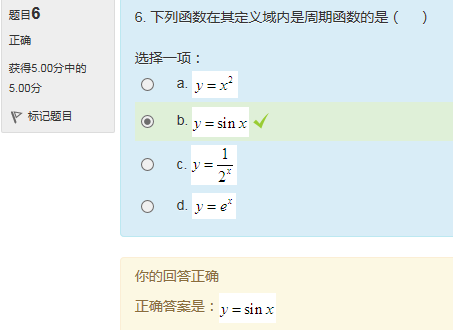 题目6
正确
获得5.00分中的
5.00分
标记题目
6. 下列函数在其定义域内是周期函数的是（　）
选择一项：
a. y = x²
b. y = sin x
c. y = 1/2ˣ
d. y = eˣ
你的回答正确
正确答案是：y = sin x